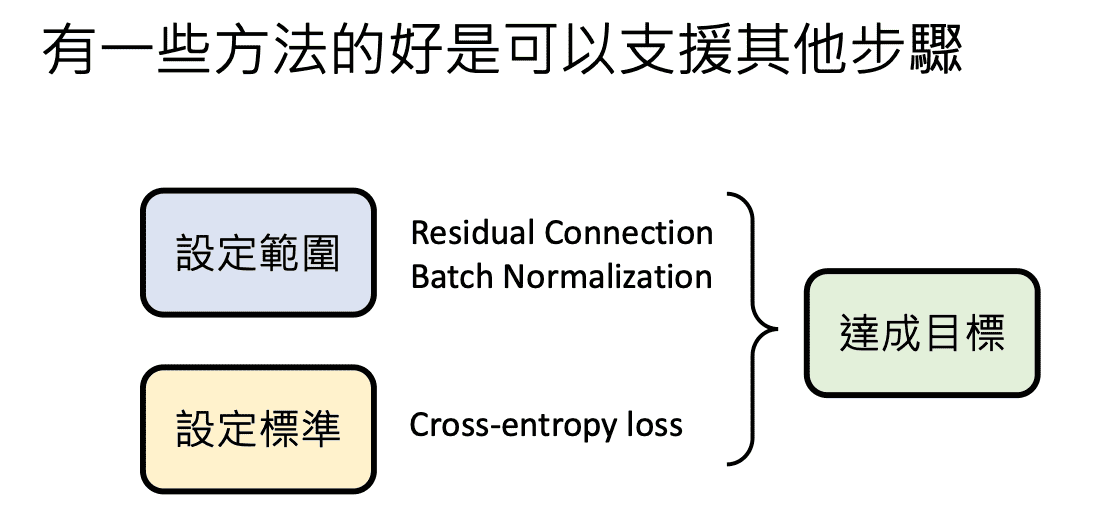 有一些方法的好是可以支援其他步驟
設定範圍
Residual Connection
Batch Normalization
達成目標
設定標準
Cross-entropy loss